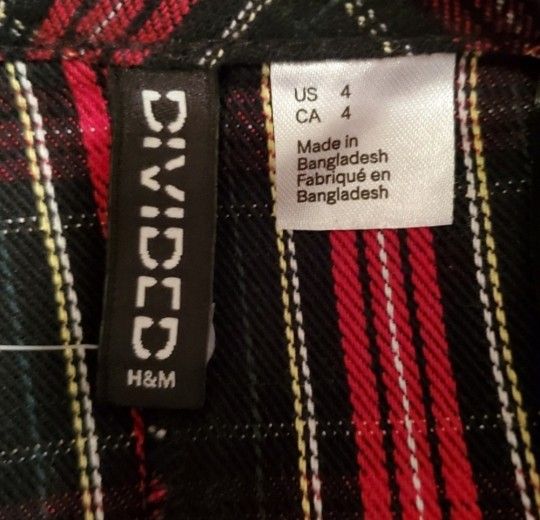 DIVIDED
H&M
US 4
CA 4
Made in
Bangladesh
Fabriqué en
Bangladesh